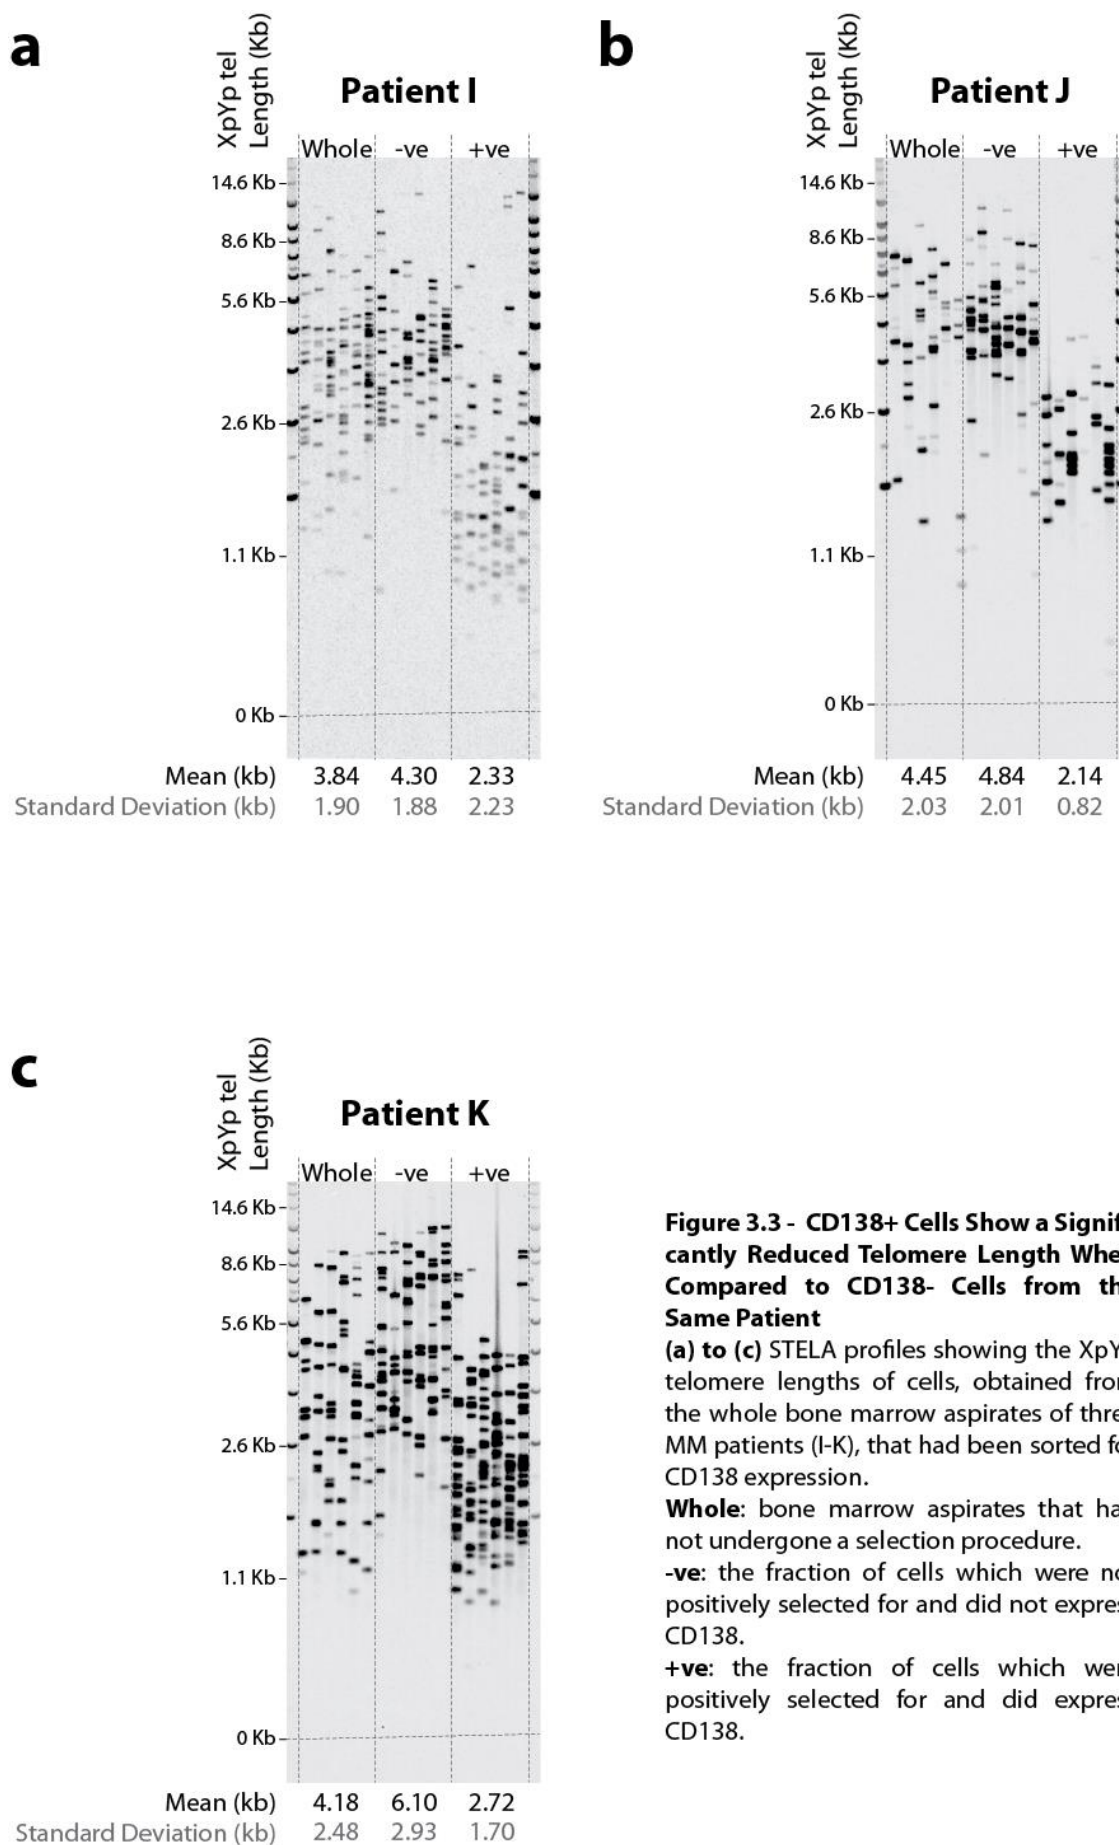 a
XpYp tel
Length (Kb)
Patient I
Whole -ve +ve
14.6 Kb
8.6 Kb
5.6 Kb
2.6 Kb
1.1 Kb
0 Kb
Mean (kb) 3.84 4.30 2.33
Standard Deviation (kb) 1.90 1.88 2.23
b
XpYp tel
Length (Kb)
Patient J
Whole -ve +ve
14.6 Kb
8.6 Kb
5.6 Kb
2.6 Kb
1.1 Kb
0 Kb
Mean (kb) 4.45 4.84 2.14
Standard Deviation (kb) 2.03 2.01 0.82
c
XpYp tel
Length (Kb)
Patient K
Whole -ve +ve
14.6 Kb
8.6 Kb
5.6 Kb
2.6 Kb
1.1 Kb
0 Kb
Mean (kb) 4.18 6.10 2.72
Standard Deviation (kb) 2.48 2.93 1.70
Figure 3.3 - CD138+ Cells Show a Signif
cantly Reduced Telomere Length Whe
Compared to CD138- Cells from th
Same Patient
(a) to (c) STELA profiles showing the XpY
telomere lengths of cells, obtained fro
the whole bone marrow aspirates of thre
MM patients (I-K), that had been sorted fo
CD138 expression.
Whole: bone marrow aspirates that ha
not undergone a selection procedure.
-ve: the fraction of cells which were no
positively selected for and did not expres
CD138.
+ve: the fraction of cells which wer
positively selected for and did expres
CD138.